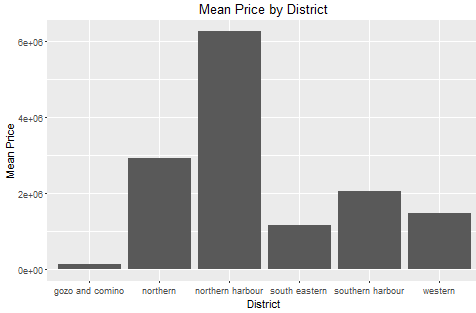 Mean Price by District
Mean Price
6e+06
4e+06
2e+06
0e+00
gozo and comino northern northern harbour south eastern southern harbour western
District